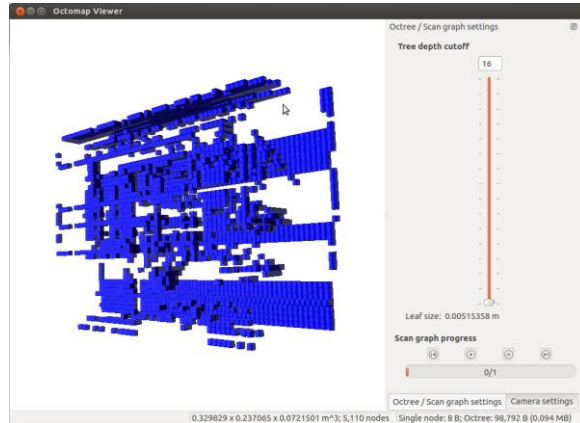 Octomap Viewer
Octree / Scan graph settings
Tree depth cutoff
16
Leaf size: 0.00515358 m
Scan graph progress
0/1
Octree / Scan graph settings Camera settings
0.329829 x 0.237065 x 0.0721501 m^3; 5,110 nodes Single node: 8 B; Octree: 98,792 B (0.094 MB)